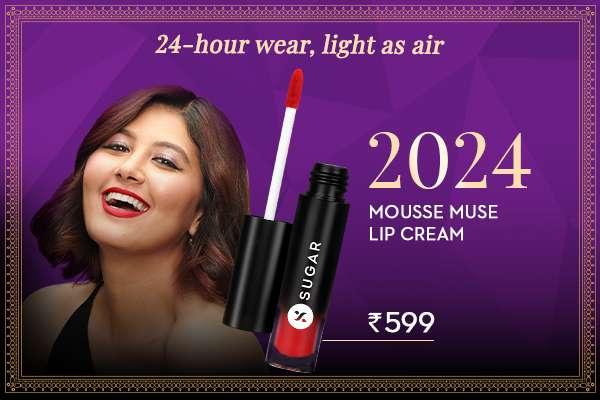 24-hour wear, light as air
2024
MOUSSE MUSE
LIP CREAM
SUGAR
₹599